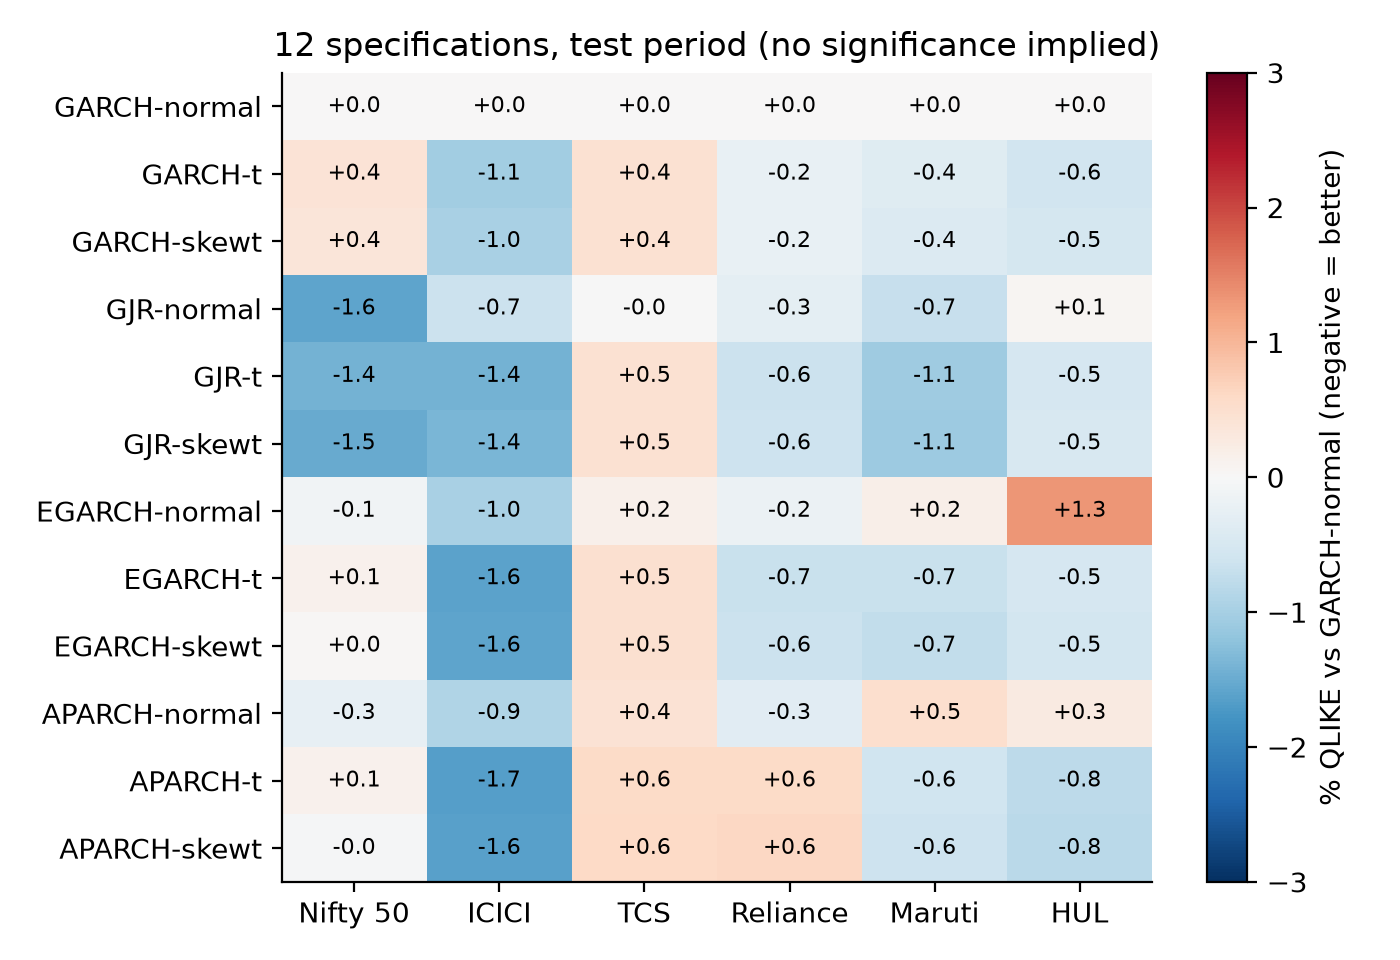 12 specifications, test period (no significance implied)
GARCH-normal +0.0 +0.0 +0.0 +0.0 +0.0 +0.0
GARCH-t +0.4 -1.1 +0.4 -0.2 -0.4 -0.6
GARCH-skewt +0.4 -1.0 +0.4 -0.2 -0.4 -0.5
GJR-normal -1.6 -0.7 -0.0 -0.3 -0.7 +0.1
GJR-t -1.4 -1.4 +0.5 -0.6 -1.1 -0.5
GJR-skewt -1.5 -1.4 +0.5 -0.6 -1.1 -0.5
EGARCH-normal -0.1 -1.0 +0.2 -0.2 +0.2 +1.3
EGARCH-t +0.1 -1.6 +0.5 -0.7 -0.7 -0.5
EGARCH-skewt +0.0 -1.6 +0.5 -0.6 -0.7 -0.5
APARCH-normal -0.3 -0.9 +0.4 -0.3 +0.5 +0.3
APARCH-t +0.1 -1.7 +0.6 +0.6 -0.6 -0.8
APARCH-skewt -0.0 -1.6 +0.6 +0.6 -0.6 -0.8
Nifty 50 ICICI TCS Reliance Maruti HUL
3
2
1
0
−1
−2
−3
% QLIKE vs GARCH-normal (negative = better)